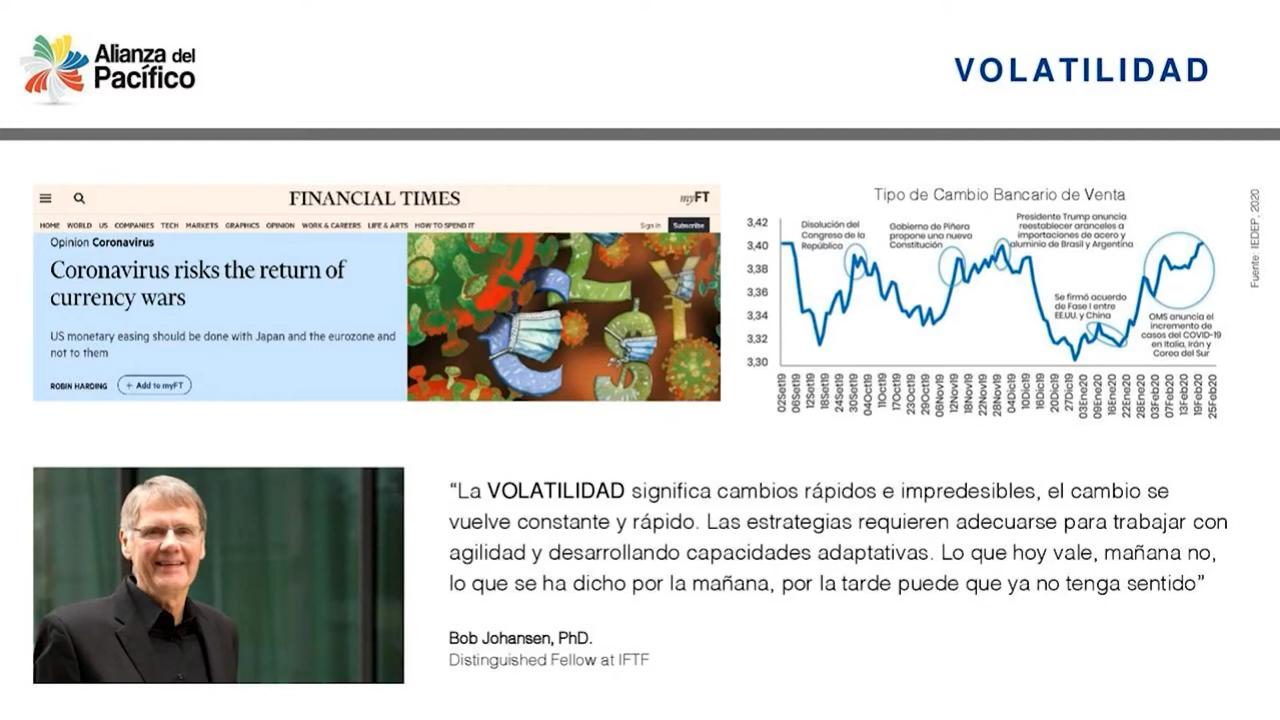 Alianza del
Pacífico
VOLATILIDAD
FINANCIAL TIMES
myFT
HOME WORLD US COMPANIES TECH MARKETS GRAPHICS OPINION WORK & CAREERS LIFE & ARTS HOW TO SPEND IT
Sign In Subscribe
Opinion Coronavirus
Coronavirus risks the return of
currency wars
US monetary easing should be done with Japan and the eurozone and
not to them
ROBIN HARDING + Add to myFT
Tipo de Cambio Bancario de Venta
3,42
3,40
3,38
3,36
3,34
3,32
3,30
Disolución del
Congreso de la
República
Gobierno de Piñera
propone una nueva
Constitución
Presidente Trump anuncia
reestablecer aranceles a
importaciones de acero y
aluminio de Brasil y Argentina
Se firmó acuerdo
de Fase I entre
EE.UU. y China
OMS anuncia el
incremento de
casos del COVID-19
en Italia, Irán y
Corea del Sur
02Set19
06Set19
12Set19
18Set19
24Set19
30Set19
04Oct19
11Oct19
17Oct19
23Oct19
29Oct19
06Nov19
12Nov19
18Nov19
22Nov19
28Nov19
04Dic19
10Dic19
16Dic19
20Dic19
27Dic19
03Ene20
09Ene20
16Ene20
22Ene20
28Ene20
03Feb20
07Feb20
13Feb20
19Feb20
25Feb20
Fuente: IEDEP, 2020
“La VOLATILIDAD significa cambios rápidos e impredesibles, el cambio se
vuelve constante y rápido. Las estrategias requieren adecuarse para trabajar con
agilidad y desarrollando capacidades adaptativas. Lo que hoy vale, mañana no,
lo que se ha dicho por la mañana, por la tarde puede que ya no tenga sentido”
Bob Johansen, PhD.
Distinguished Fellow at IFTF